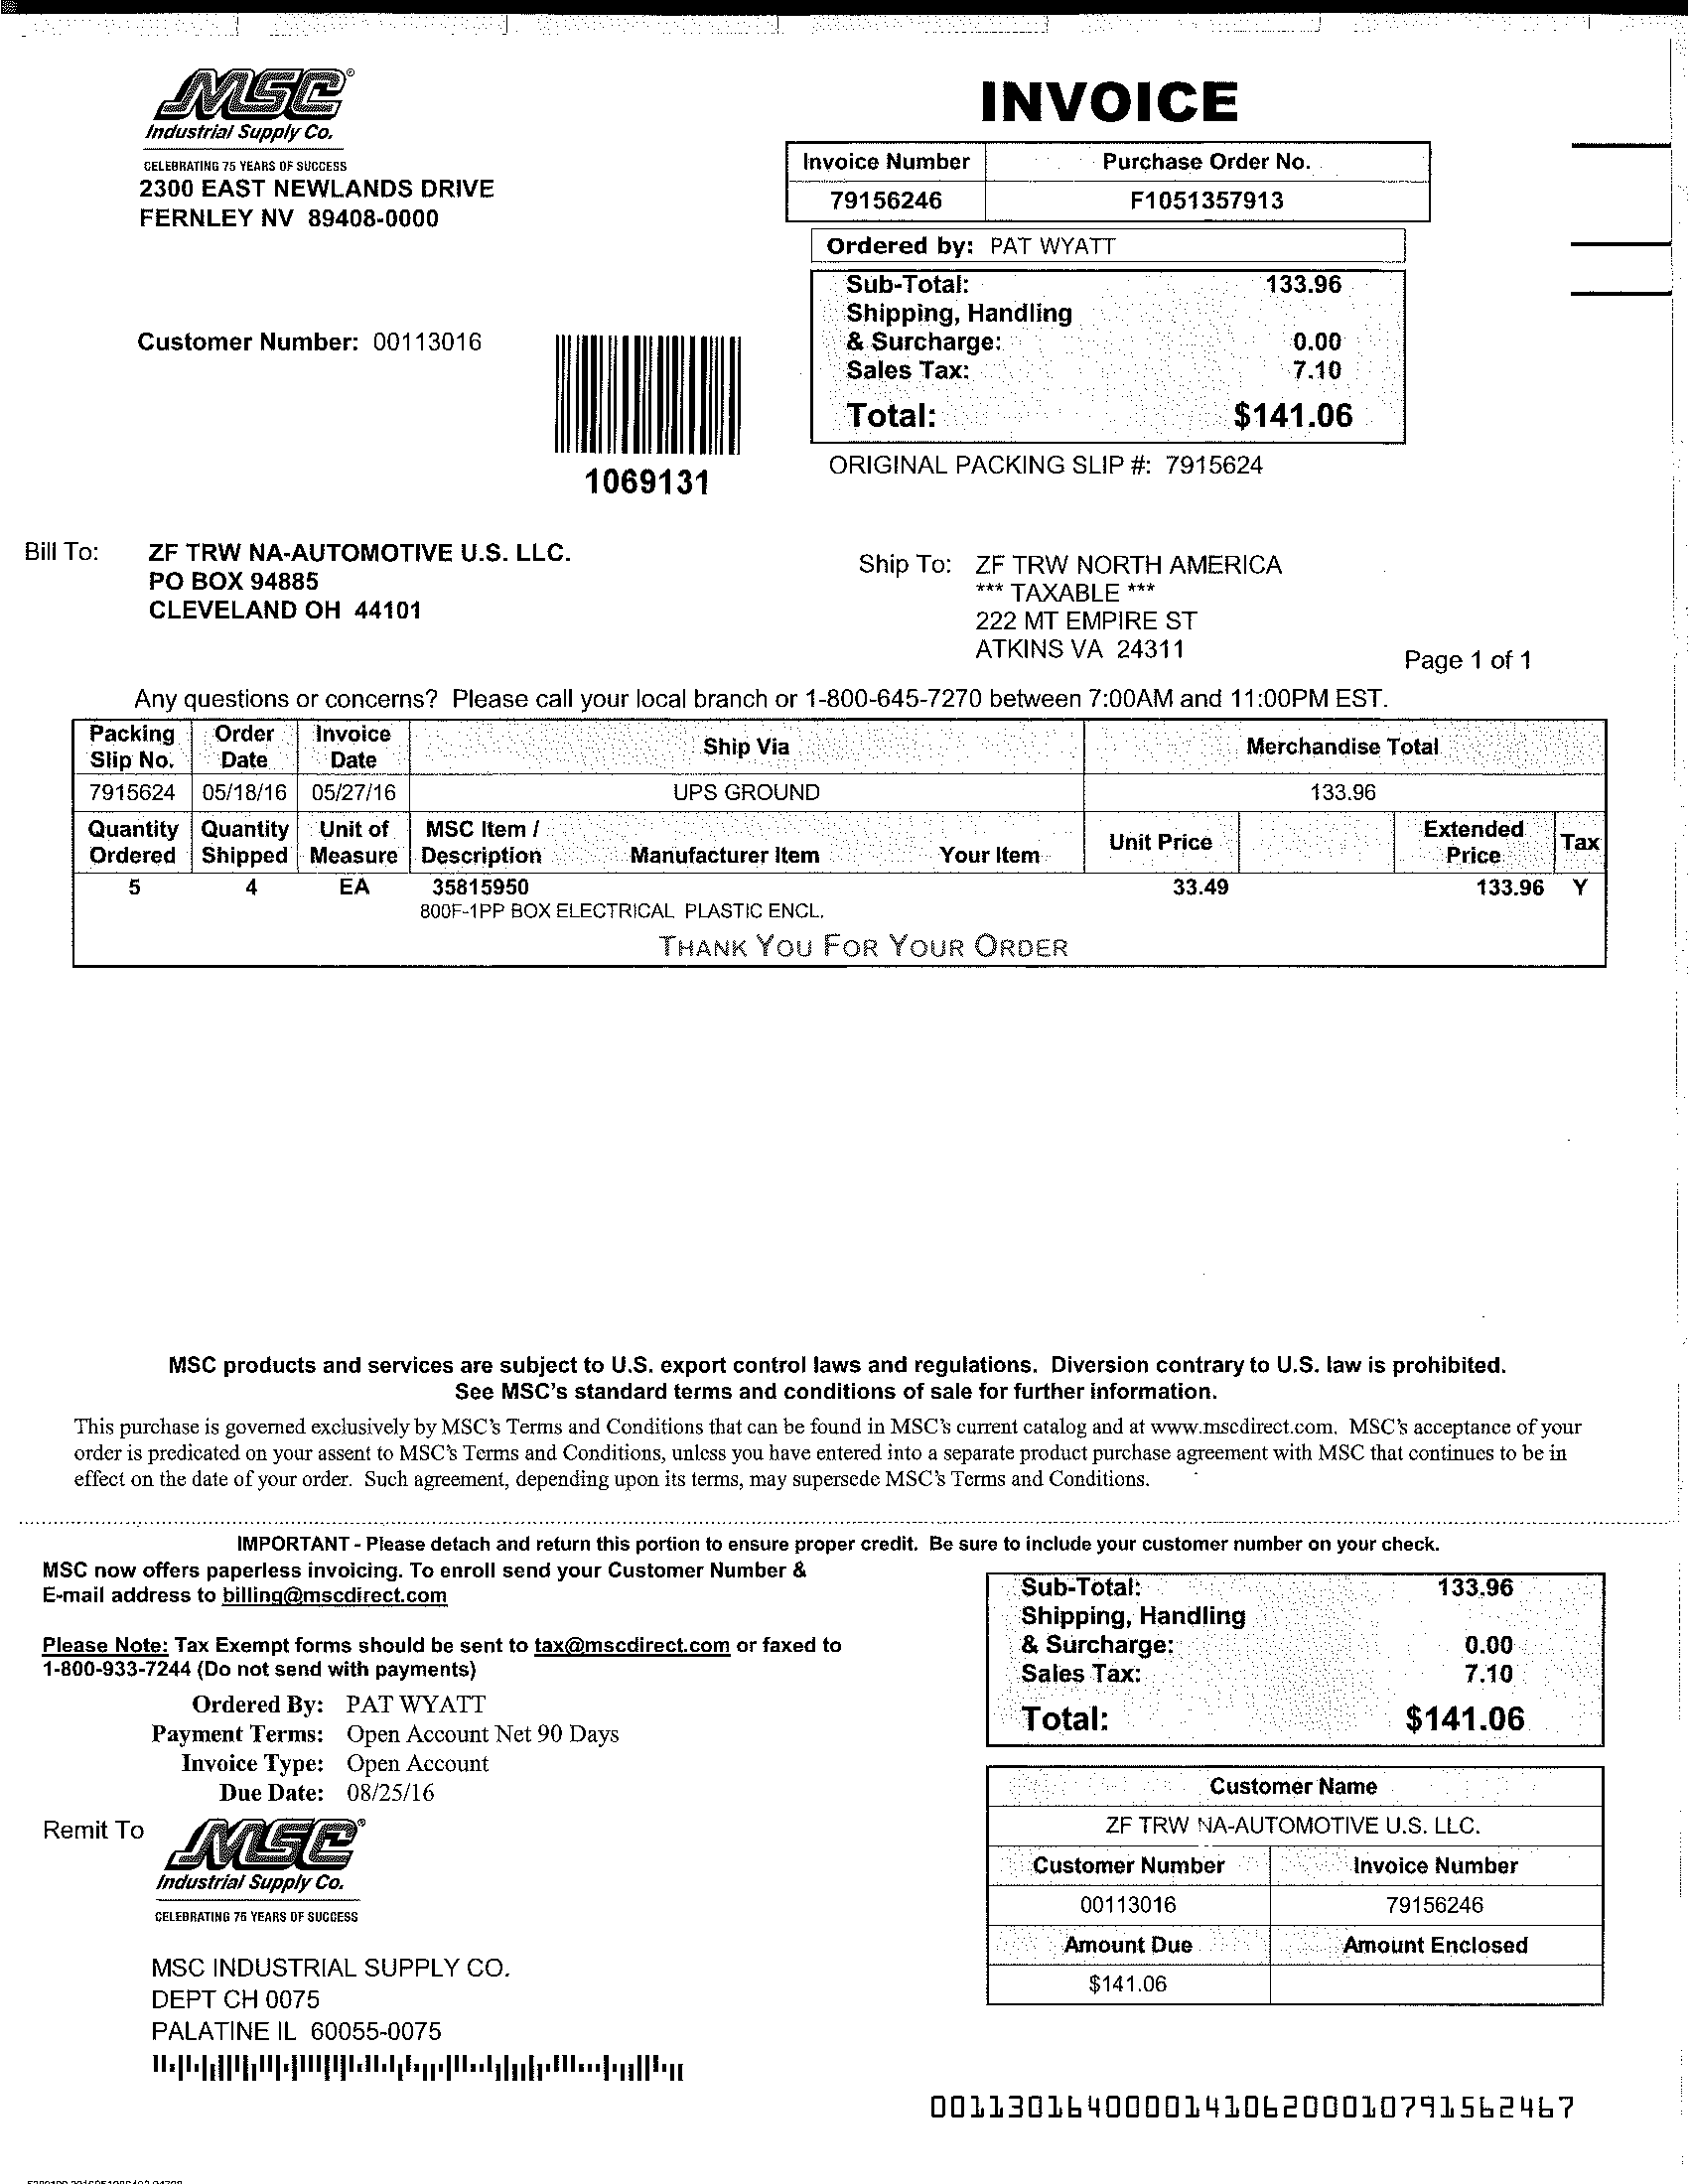 MSC®
Industrial Supply Co.
CELEBRATING 75 YEARS OF SUCCESS
2300 EAST NEWLANDS DRIVE
FERNLEY NV 89408-0000
INVOICE
Invoice Number Purchase Order No.
79156246 F1051357913
Ordered by: PAT WYATT
Sub-Total: 133.96
Shipping, Handling
& Surcharge: 0.00
Sales Tax: 7.10
Total: $141.06
ORIGINAL PACKING SLIP #: 7915624
Customer Number: 00113016
1069131
Bill To: ZF TRW NA-AUTOMOTIVE U.S. LLC.
PO BOX 94885
CLEVELAND OH 44101
Ship To: ZF TRW NORTH AMERICA
*** TAXABLE ***
222 MT EMPIRE ST
ATKINS VA 24311
Page 1 of 1
Any questions or concerns? Please call your local branch or 1-800-645-7270 between 7:00AM and 11:00PM EST.
Packing Slip No. Order Date Invoice Date Ship Via Merchandise Total
7915624 05/18/16 05/27/16 UPS GROUND 133.96
Quantity Ordered Quantity Shipped Unit of Measure MSC Item / Description Manufacturer Item Your Item Unit Price Extended Price Tax
5 4 EA 35815950 33.49 133.96 Y
800F-1PP BOX ELECTRICAL PLASTIC ENCL.
THANK YOU FOR YOUR ORDER
MSC products and services are subject to U.S. export control laws and regulations. Diversion contrary to U.S. law is prohibited.
See MSC's standard terms and conditions of sale for further information.
This purchase is governed exclusively by MSC's Terms and Conditions that can be found in MSC's current catalog and at www.mscdirect.com. MSC's acceptance of your
order is predicated on your assent to MSC's Terms and Conditions, unless you have entered into a separate product purchase agreement with MSC that continues to be in
effect on the date of your order. Such agreement, depending upon its terms, may supersede MSC's Terms and Conditions.
IMPORTANT - Please detach and return this portion to ensure proper credit. Be sure to include your customer number on your check.
MSC now offers paperless invoicing. To enroll send your Customer Number &
E-mail address to billing@mscdirect.com
Please Note: Tax Exempt forms should be sent to tax@mscdirect.com or faxed to
1-800-933-7244 (Do not send with payments)
Ordered By: PAT WYATT
Payment Terms: Open Account Net 90 Days
Invoice Type: Open Account
Due Date: 08/25/16
Sub-Total: 133.96
Shipping, Handling
& Surcharge: 0.00
Sales Tax: 7.10
Total: $141.06
Customer Name
ZF TRW NA-AUTOMOTIVE U.S. LLC.
Customer Number Invoice Number
00113016 79156246
Amount Due Amount Enclosed
$141.06
Remit To
MSC®
Industrial Supply Co.
CELEBRATING 75 YEARS OF SUCCESS
MSC INDUSTRIAL SUPPLY CO.
DEPT CH 0075
PALATINE IL 60055-0075
001130164000014106200010791562467